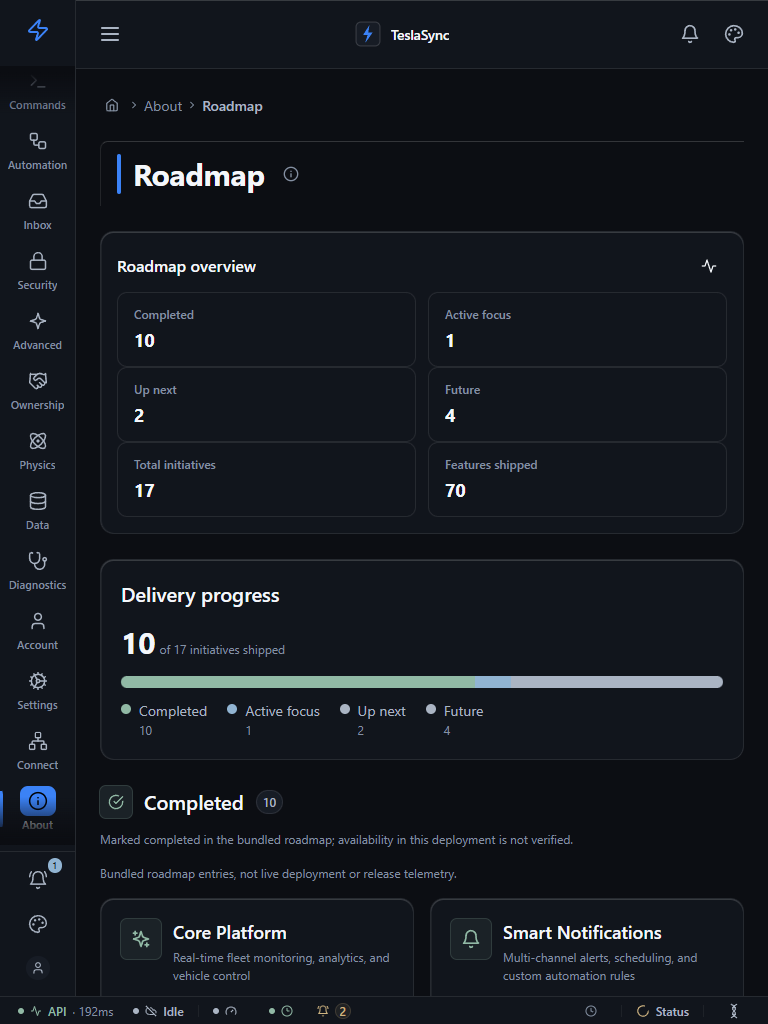 TeslaSync
Commands
Automation
Inbox
Security
Advanced
Ownership
Physics
Data
Diagnostics
Account
Settings
Connect
About
1
About
Roadmap
Roadmap
Roadmap overview
Completed
10
Active focus
1
Up next
2
Future
4
Total initiatives
17
Features shipped
70
Delivery progress
10 of 17 initiatives shipped
Completed
10
Active focus
1
Up next
2
Future
4
Completed 10
Marked completed in the bundled roadmap; availability in this deployment is not verified.
Bundled roadmap entries, not live deployment or release telemetry.
Core Platform
Real-time fleet monitoring, analytics, and
vehicle control
Smart Notifications
Multi-channel alerts, scheduling, and
custom automation rules
API · 192ms
Idle
2
Status